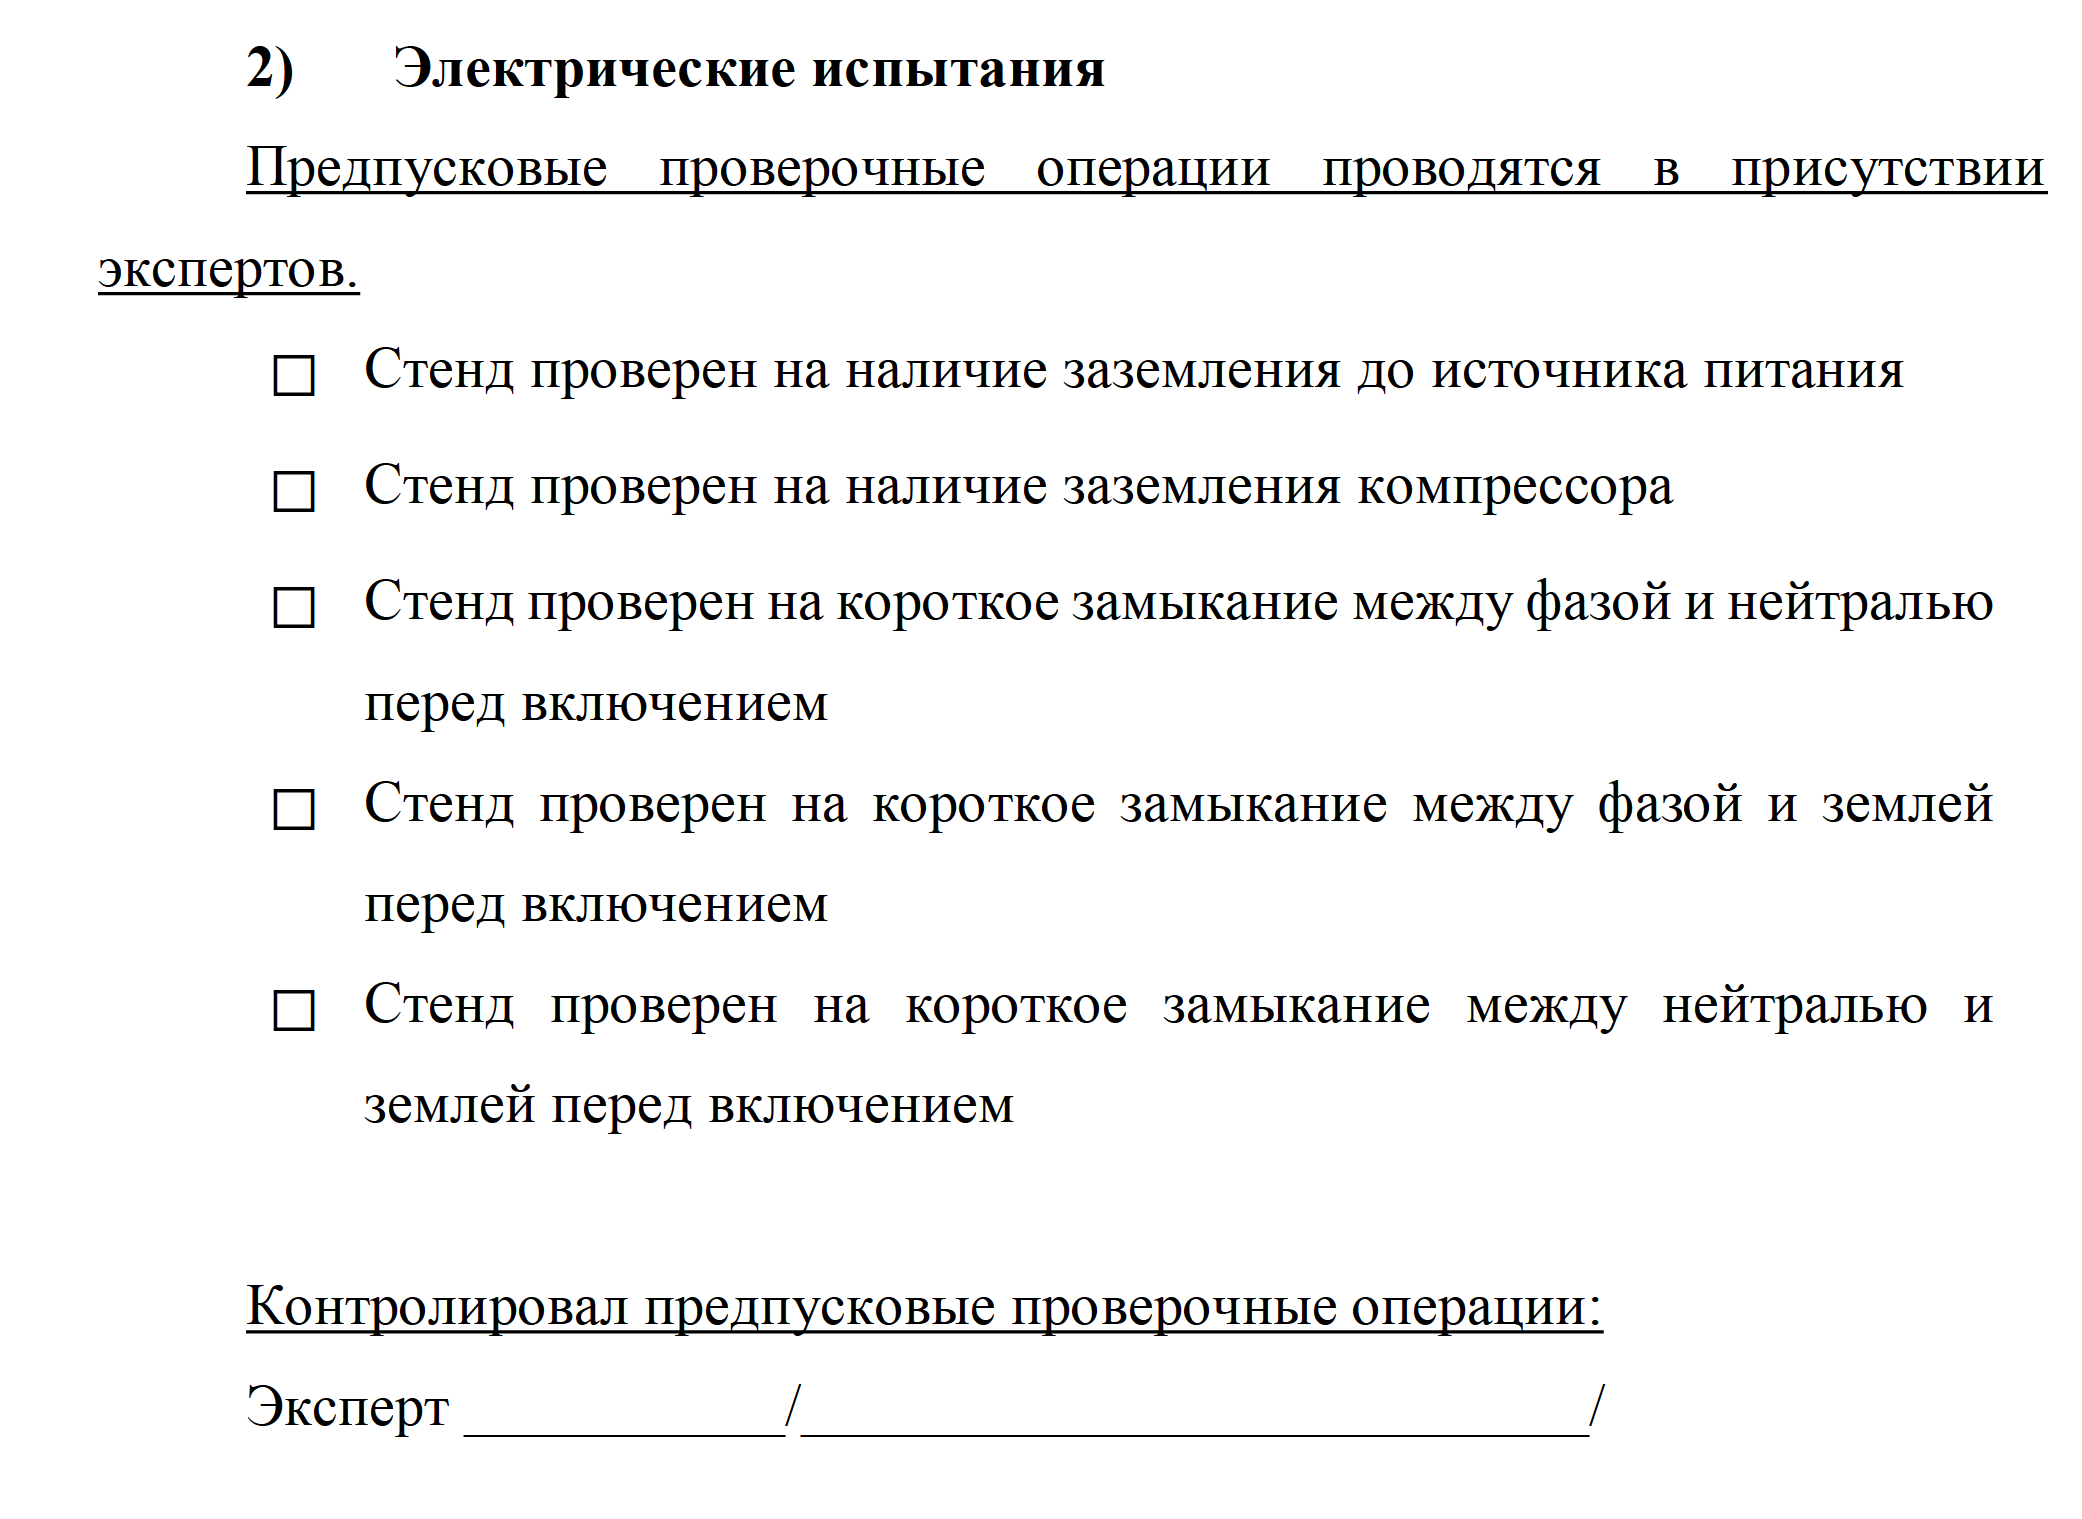 2) Электрические испытания
Предпусковые проверочные операции проводятся в присутствии
экспертов.
☐ Стенд проверен на наличие заземления до источника питания
☐ Стенд проверен на наличие заземления компрессора
☐ Стенд проверен на короткое замыкание между фазой и нейтралью
перед включением
☐ Стенд проверен на короткое замыкание между фазой и землей
перед включением
☐ Стенд проверен на короткое замыкание между нейтралью и
землей перед включением
Контролировал предпусковые проверочные операции:
Эксперт ___________/___________________________/